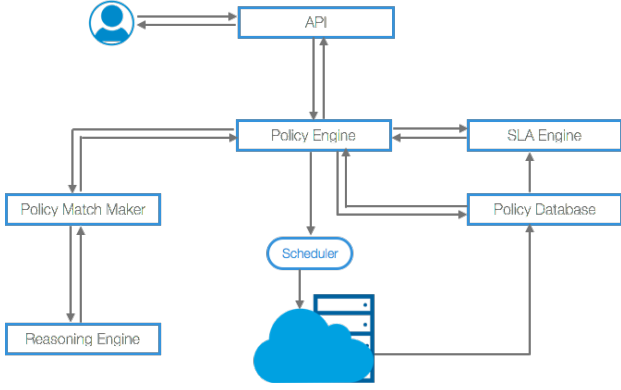 API
Policy Engine
SLA Engine
Policy Match Maker
Policy Database
Scheduler
Reasoning Engine